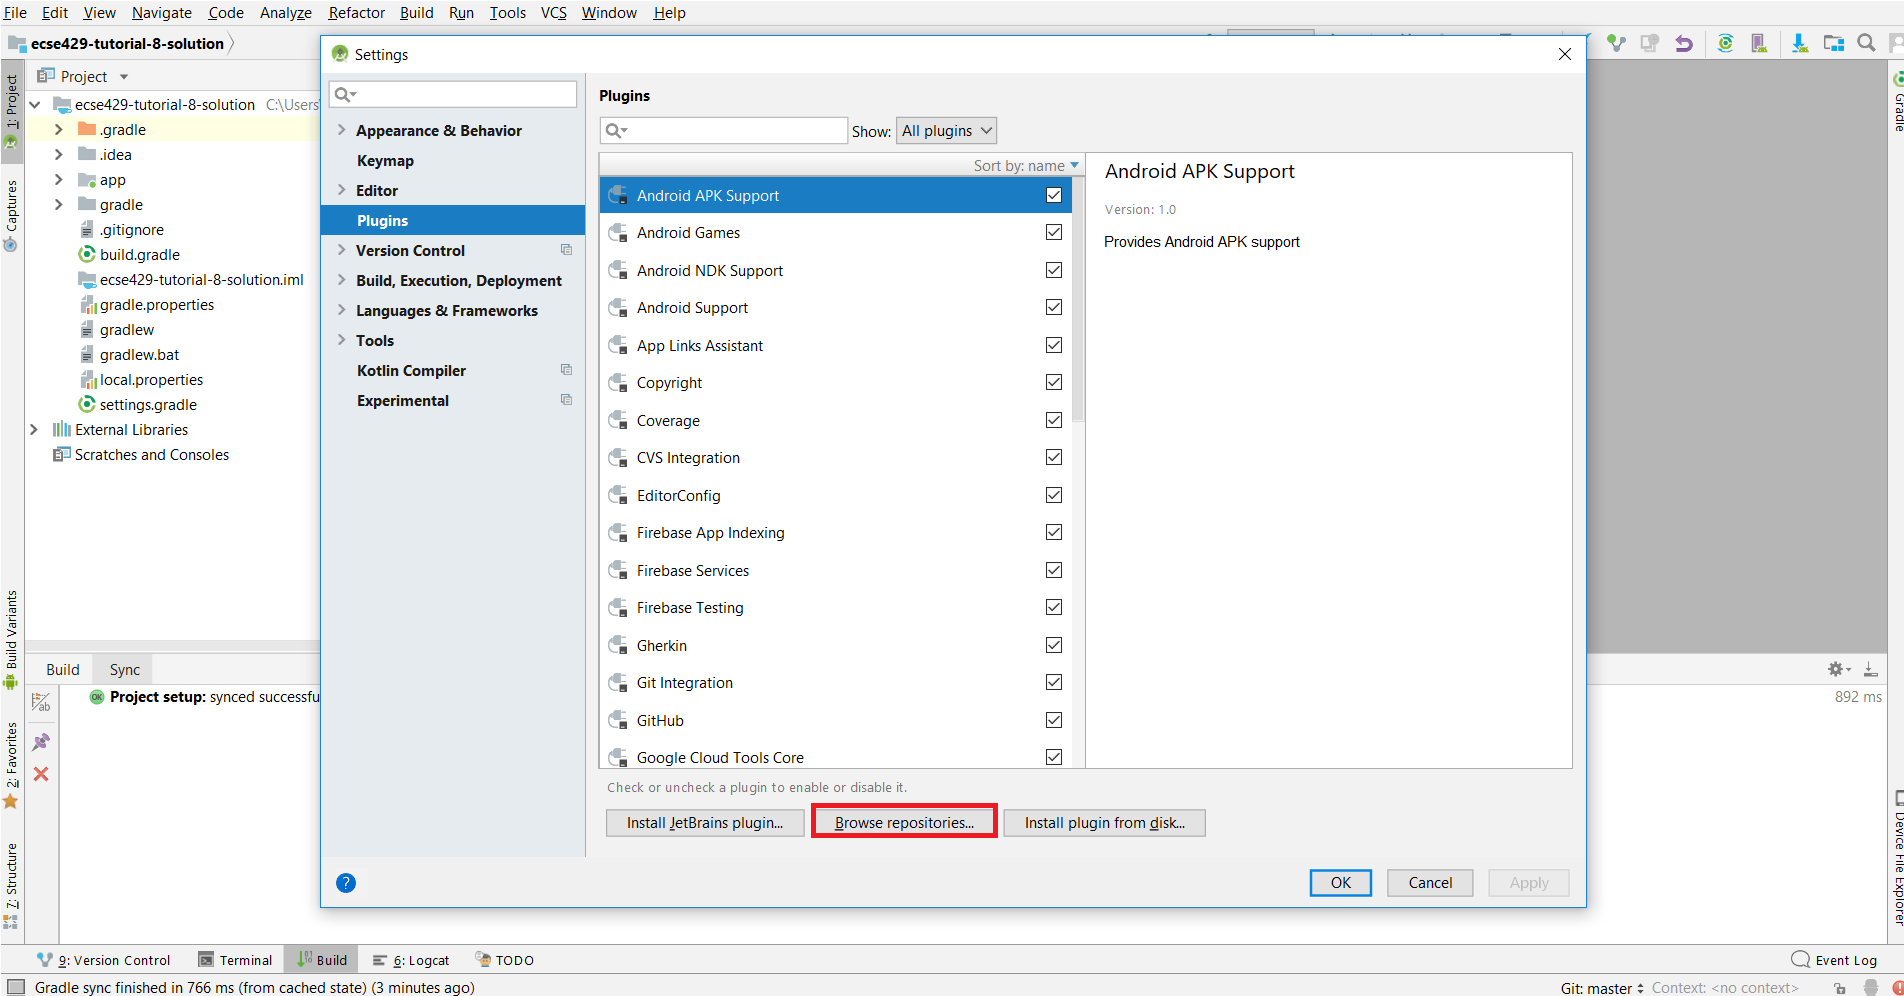 File Edit View Navigate Code Analyze Refactor Build Run Tools VCS Window Help
ecse429-tutorial-8-solution
Project
ecse429-tutorial-8-solution C:\Users
.gradle
.idea
app
gradle
.gitignore
build.gradle
ecse429-tutorial-8-solution.iml
gradle.properties
gradlew
gradlew.bat
local.properties
settings.gradle
External Libraries
Scratches and Consoles
1: Project
Captures
Build Variants
2: Favorites
7: Structure
Settings
Appearance & Behavior
Keymap
Editor
Plugins
Version Control
Build, Execution, Deployment
Languages & Frameworks
Tools
Kotlin Compiler
Experimental
Plugins
Show: All plugins
Sort by: name
Android APK Support
Android Games
Android NDK Support
Android Support
App Links Assistant
Copyright
Coverage
CVS Integration
EditorConfig
Firebase App Indexing
Firebase Services
Firebase Testing
Gherkin
Git Integration
GitHub
Google Cloud Tools Core
Android APK Support
Version: 1.0
Provides Android APK support
Check or uncheck a plugin to enable or disable it.
Install JetBrains plugin... Browse repositories... Install plugin from disk...
? OK Cancel Apply
Gradle
Device File Explorer
Build Sync
OK Project setup: synced successfu
892 ms
9: Version Control Terminal Build 6: Logcat TODO Event Log
Gradle sync finished in 766 ms (from cached state) (3 minutes ago) Git: master Context: <no context>